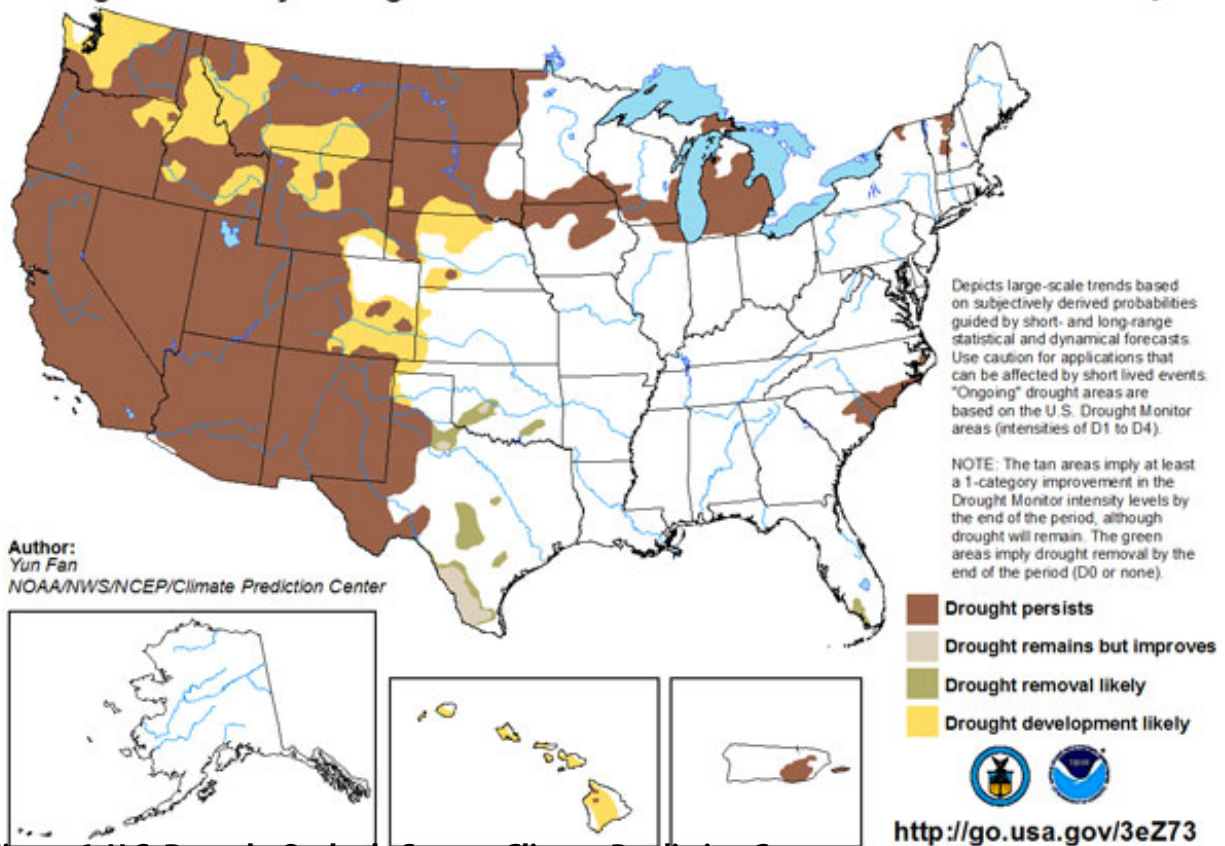 Depicts large-scale trends based
on subjectively derived probabilities
guided by short- and long-range
statistical and dynamical forecasts.
Use caution for applications that
can be affected by short lived events.
"Ongoing" drought areas are
based on the U.S. Drought Monitor
areas (intensities of D1 to D4).
NOTE: The tan areas imply at least
a 1-category improvement in the
Drought Monitor intensity levels by
the end of the period, although
drought will remain. The green
areas imply drought removal by the
end of the period (D0 or none).
Author:
Yun Fan
NOAA/NWS/NCEP/Climate Prediction Center
Drought persists
Drought remains but improves
Drought removal likely
Drought development likely
http://go.usa.gov/3eZ73